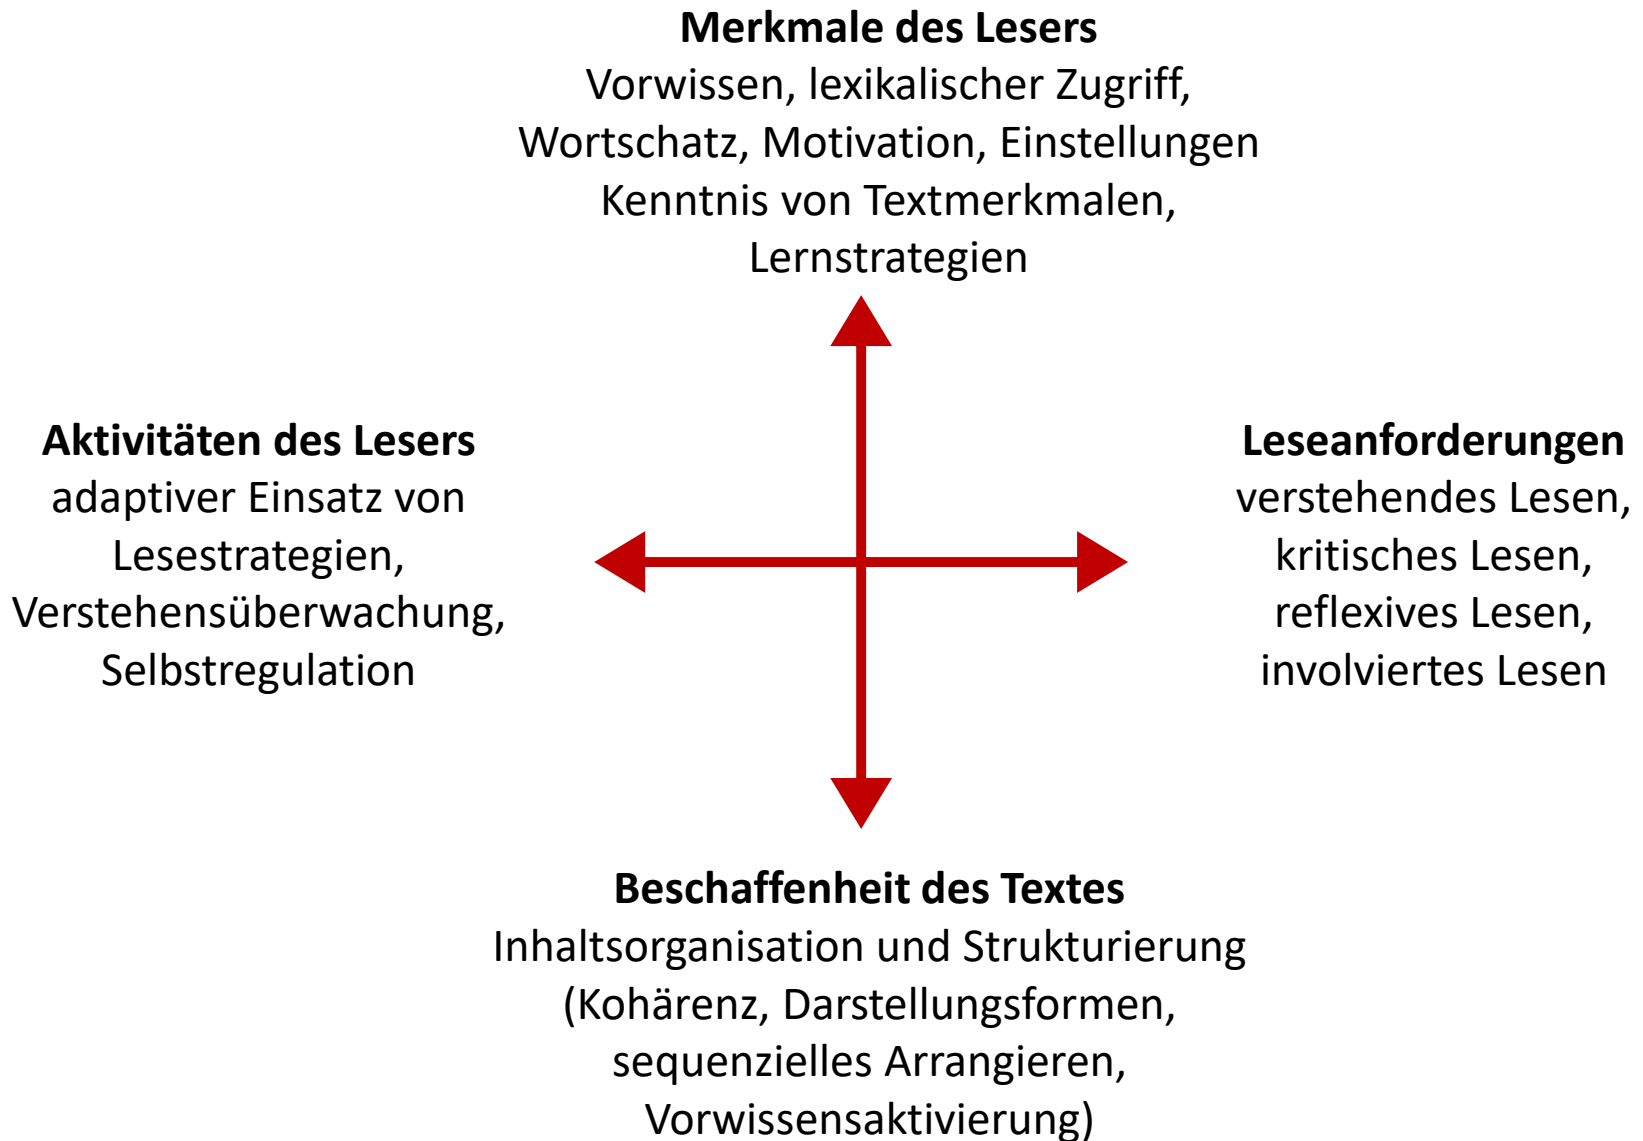 Merkmale des Lesers
Vorwissen, lexikalischer Zugriff,
Wortschatz, Motivation, Einstellungen
Kenntnis von Textmerkmalen,
Lernstrategien
Aktivitäten des Lesers
adaptiver Einsatz von
Lesestrategien,
Verstehensüberwachung,
Selbstregulation
Leseanforderungen
verstehendes Lesen,
kritisches Lesen,
reflexives Lesen,
involviertes Lesen
Beschaffenheit des Textes
Inhaltsorganisation und Strukturierung
(Kohärenz, Darstellungsformen,
sequenzielles Arrangieren,
Vorwissensaktivierung)